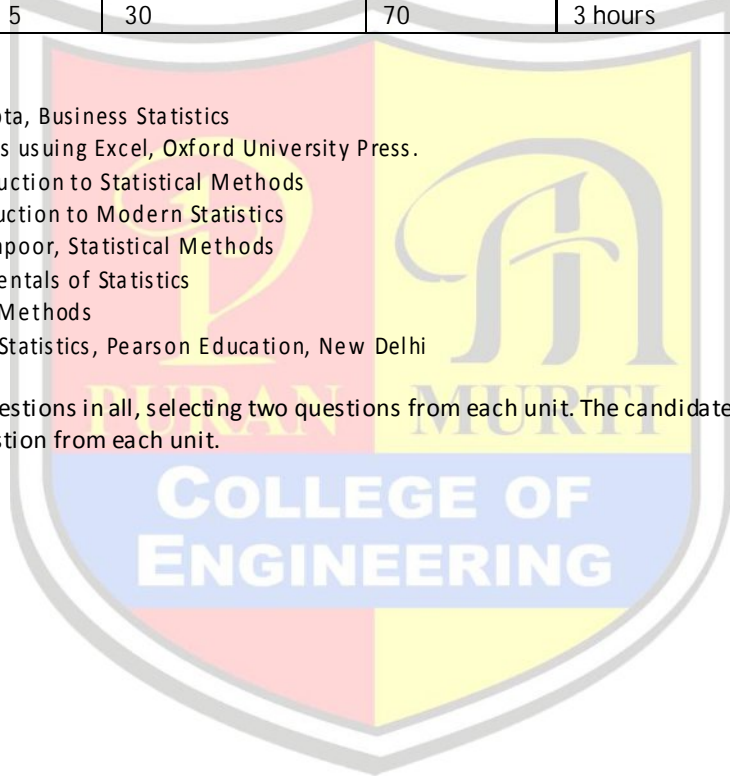 5 30 70 3 hours
ta, Business Statistics
s usuing Excel, Oxford University Press.
uction to Statistical Methods
uction to Modern Statistics
apoor, Statistical Methods
entals of Statistics
Methods
Statistics, Pearson Education, New Delhi
PURAN MURTI
estions in all, selecting two questions from each unit. The candidate
stion from each unit.
COLLEGE OF
ENGINEERING